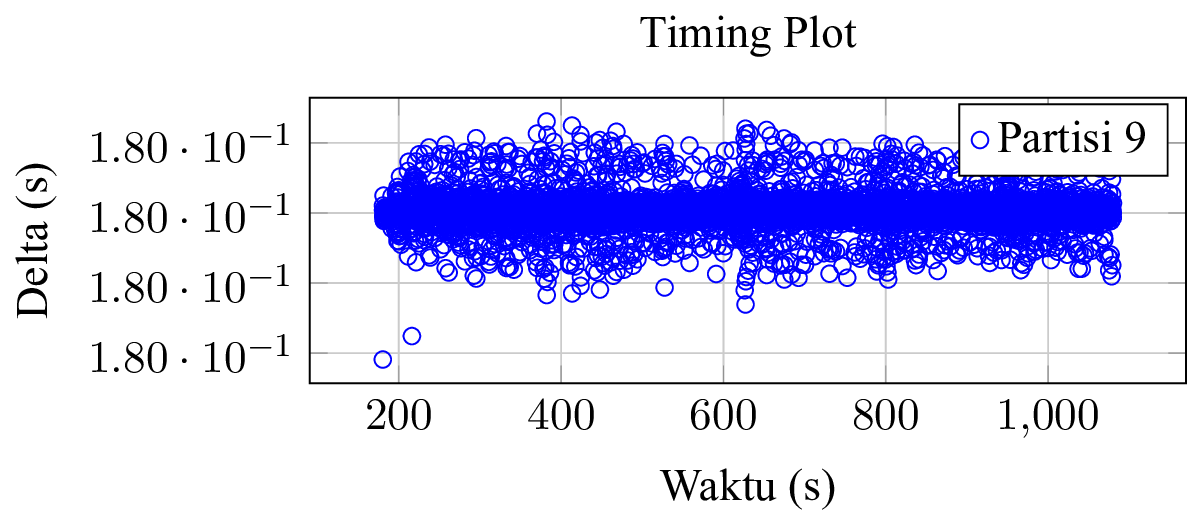 Timing Plot
Partisi 9
1.80 · 10⁻¹
1.80 · 10⁻¹
1.80 · 10⁻¹
1.80 · 10⁻¹
Delta (s)
200 400 600 800 1,000
Waktu (s)